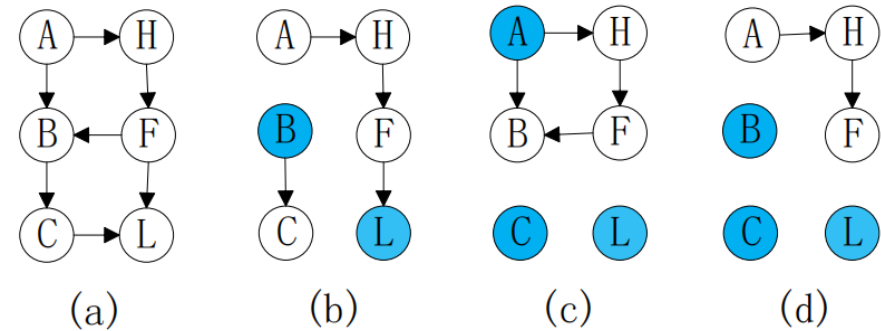 A H A H A H A H
B F B F B F B F
C L C L C L C L
(a) (b) (c) (d)